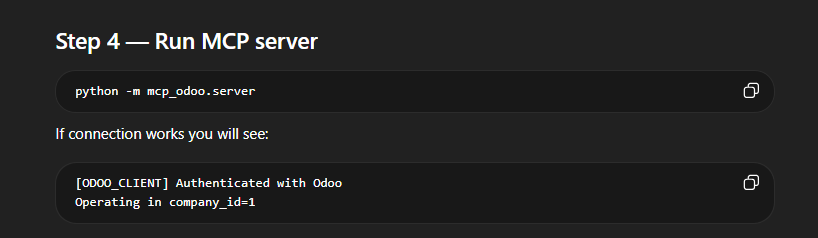 Step 4 — Run MCP server
python -m mcp_odoo.server
If connection works you will see:
[ODOO_CLIENT] Authenticated with Odoo
Operating in company_id=1